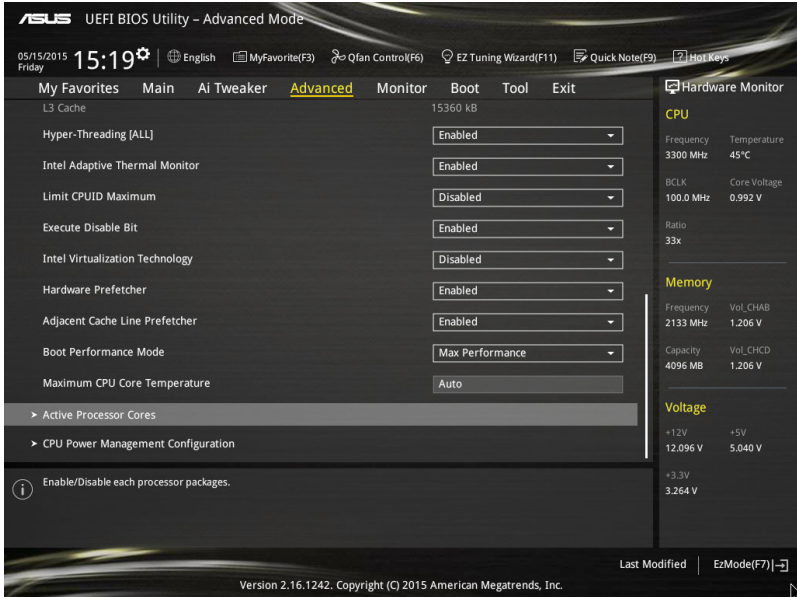 ASUS UEFI BIOS Utility – Advanced Mode
05/15/2015 Friday 15:19 English MyFavorite(F3) Qfan Control(F6) EZ Tuning Wizard(F11) Quick Note(F9) ? Hot Keys
My Favorites Main Ai Tweaker Advanced Monitor Boot Tool Exit
L3 Cache 15360 kB
Hyper-Threading [ALL] Enabled
Intel Adaptive Thermal Monitor Enabled
Limit CPUID Maximum Disabled
Execute Disable Bit Enabled
Intel Virtualization Technology Disabled
Hardware Prefetcher Enabled
Adjacent Cache Line Prefetcher Enabled
Boot Performance Mode Max Performance
Maximum CPU Core Temperature Auto
> Active Processor Cores
> CPU Power Management Configuration
i Enable/Disable each processor packages.
Hardware Monitor
CPU
Frequency Temperature
3300 MHz 45°C
BCLK Core Voltage
100.0 MHz 0.992 V
Ratio
33x
Memory
Frequency Vol_CHAB
2133 MHz 1.206 V
Capacity Vol_CHCD
4096 MB 1.206 V
Voltage
+12V +5V
12.096 V 5.040 V
+3.3V
3.264 V
Last Modified EzMode(F7)
Version 2.16.1242. Copyright (C) 2015 American Megatrends, Inc.